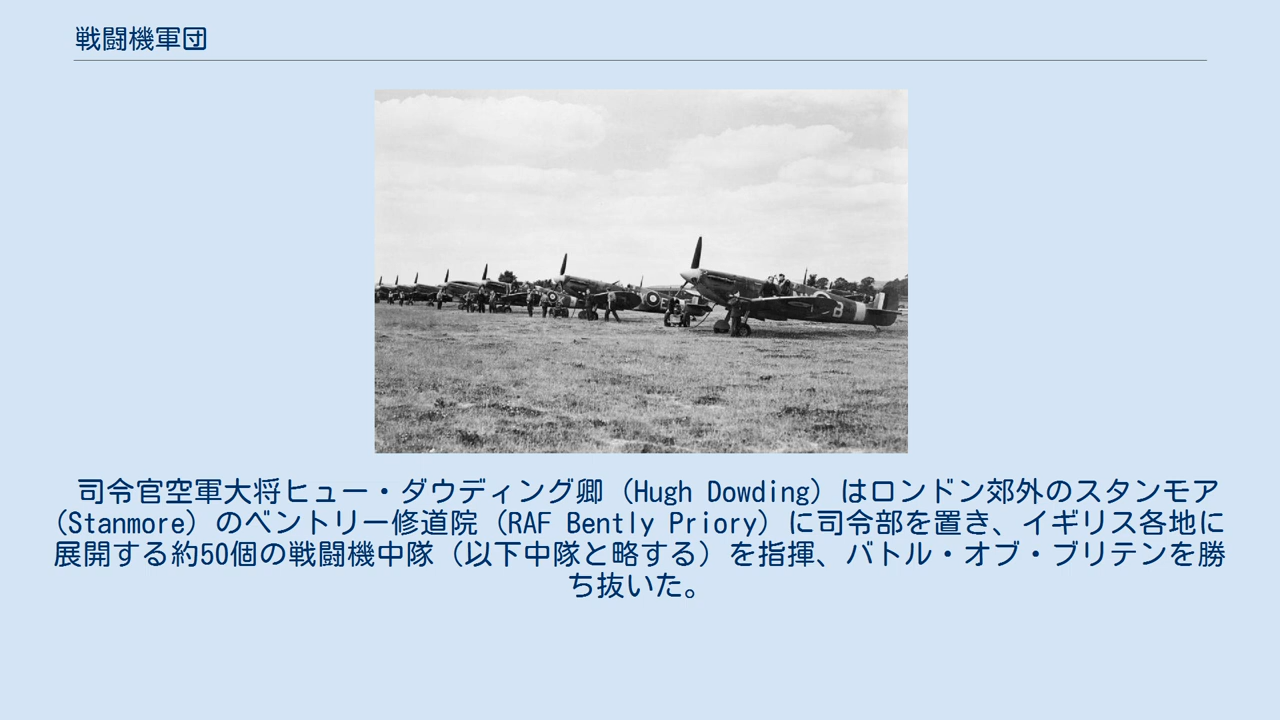 戦闘機軍団
司令官空軍大将ヒュー・ダウディング卿（Hugh Dowding）はロンドン郊外のスタンモア
（Stanmore）のベントリー修道院（RAF Bently Priory）に司令部を置き、イギリス各地に
展開する約50個の戦闘機中隊（以下中隊と略する）を指揮、バトル・オブ・ブリテンを勝
ち抜いた。